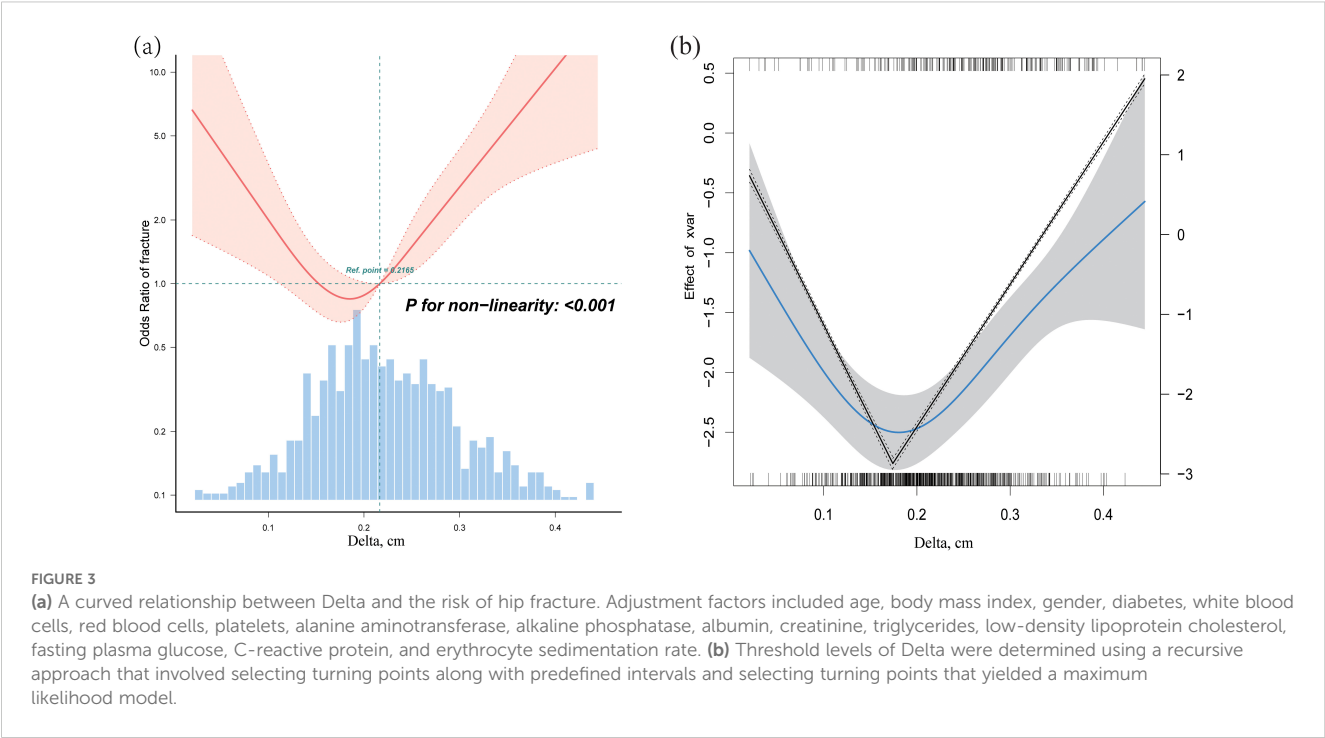 (a)
10.0
5.0
2.0
1.0
0.5
0.2
0.1
Odds Ratio of fracture
Ref. point = 0.2165
P for non−linearity: <0.001
0.1 0.2 0.3 0.4
Delta, cm
(b)
0.5
0.0
−0.5
−1.0
−1.5
−2.0
−2.5
Effect of xvar
2
1
0
−1
−2
−3
0.1 0.2 0.3 0.4
Delta, cm
FIGURE 3
(a) A curved relationship between Delta and the risk of hip fracture. Adjustment factors included age, body mass index, gender, diabetes, white blood
cells, red blood cells, platelets, alanine aminotransferase, alkaline phosphatase, albumin, creatinine, triglycerides, low-density lipoprotein cholesterol,
fasting plasma glucose, C-reactive protein, and erythrocyte sedimentation rate. (b) Threshold levels of Delta were determined using a recursive
approach that involved selecting turning points along with predefined intervals and selecting turning points that yielded a maximum
likelihood model.